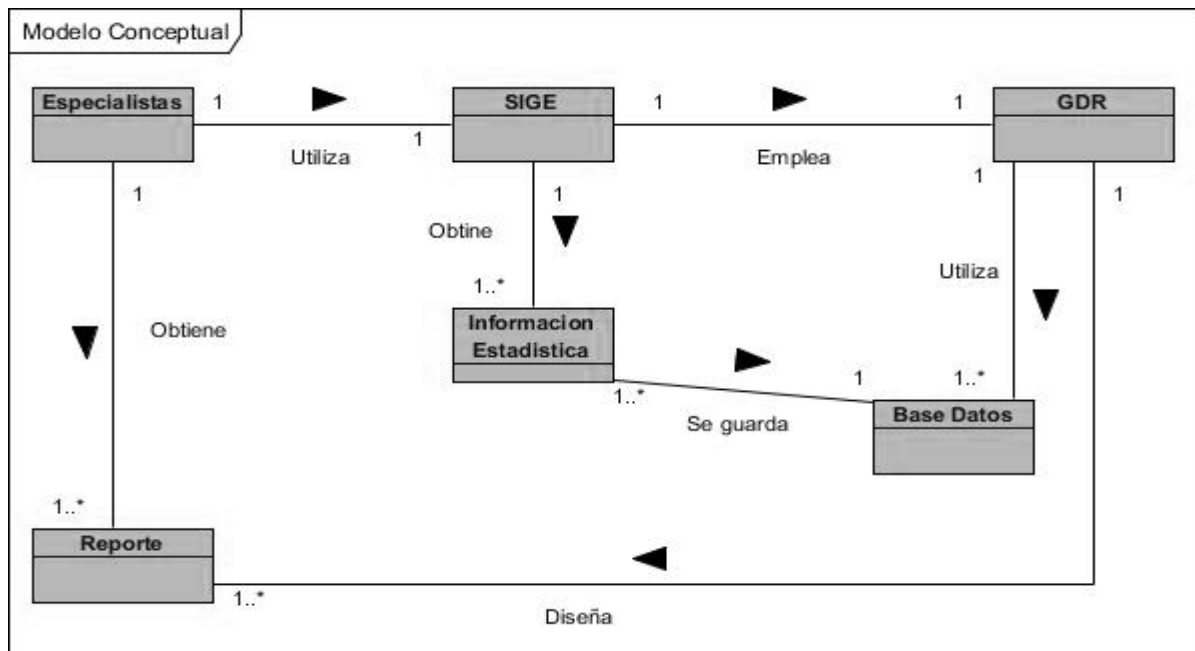 Modelo Conceptual
Especialistas
1
Utiliza
1
SIGE
1
Emplea
1
GDR
1
Obtiene
1..*
Reporte
1
Obtine
1..*
Informacion
Estadistica
1..*
Se guarda
1
Base Datos
1
Utiliza
1..*
1
Diseña
1..*